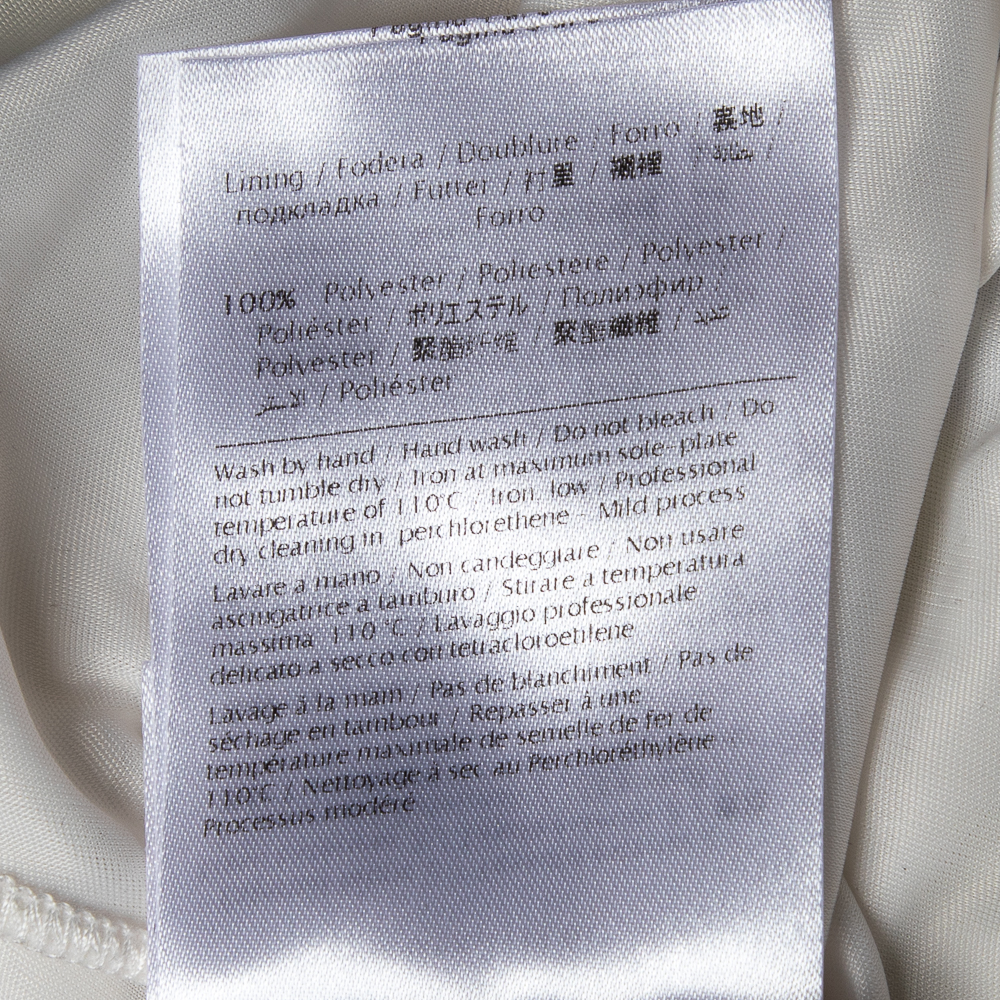 Lining / Fodera / Doublure / Forro / 裏地 /
подкладка / Futter / 衬里 / 襯裡 / بطانة /
Forro
100% Polyester / Poliestere / Polyester /
Poliéster / ポリエステル / Полиэфир /
Polyester / 聚酯纤维 / 聚酯纖維 /
/ Poliéster
Wash by hand / Hand wash / Do not bleach / Do
not tumble dry / Iron at maximum sole- plate
temperature of 110°C / Iron, low / Professional
dry cleaning in perchlorethene - Mild process
Lavare a mano / Non candeggiare / Non usare
asciugatrice a tamburo / Stirare a temperatura
massima 110 °C / Lavaggio professionale
delicato a secco con tetracloroetilene
Lavage à la main / Pas de blanchiment / Pas de
séchage en tambour / Repasser à une
température maximale de semelle de fer de
110°C / Nettoyage à sec au Perchloréthylène
Processus modéré